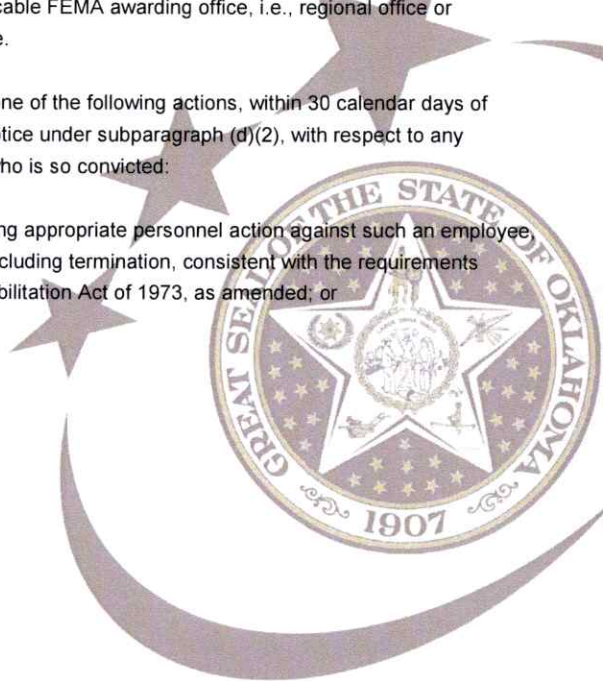 cable FEMA awarding office, i.e., regional office or
e.
ne of the following actions, within 30 calendar days of
tice under subparagraph (d)(2), with respect to any
ho is so convicted:
ng appropriate personnel action against such an employee,
cluding termination, consistent with the requirements
bilitation Act of 1973, as amended; or
GREAT SEAL OF THE STATE OF OKLAHOMA
1907